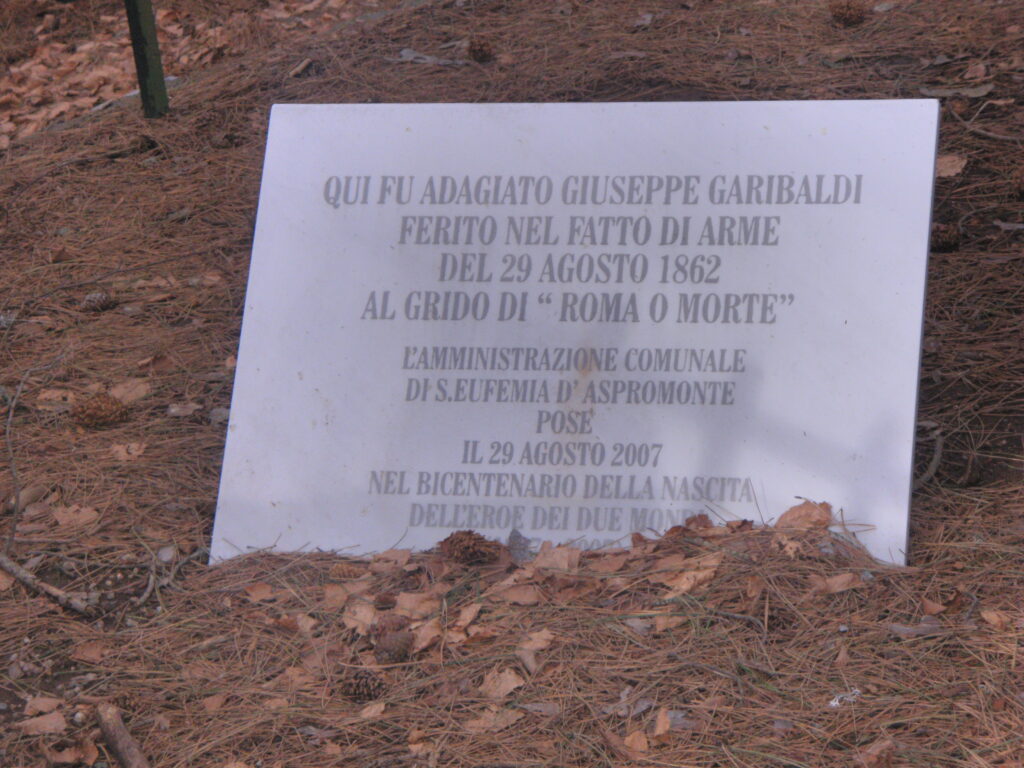 QUI FU ADAGIATO GIUSEPPE GARIBALDI
FERITO NEL FATTO DI ARME
DEL 29 AGOSTO 1862
AL GRIDO DI “ ROMA O MORTE”
L'AMMINISTRAZIONE COMUNALE
DI S.EUFEMIA D' ASPROMONTE
POSE
IL 29 AGOSTO 2007
NEL BICENTENARIO DELLA NASCITA
DELL'EROE DEI DUE MONDI